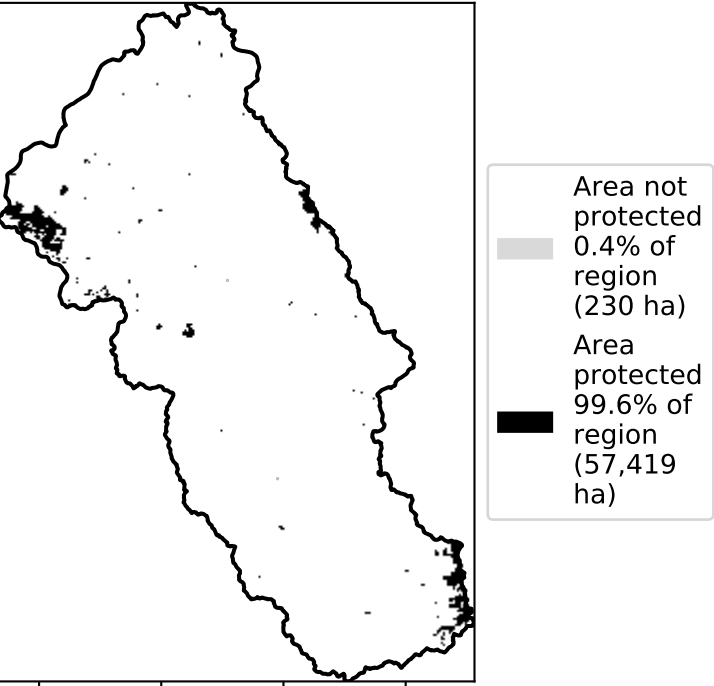 Area not
protected
0.4% of
region
(230 ha)
Area
protected
99.6% of
region
(57,419
ha)